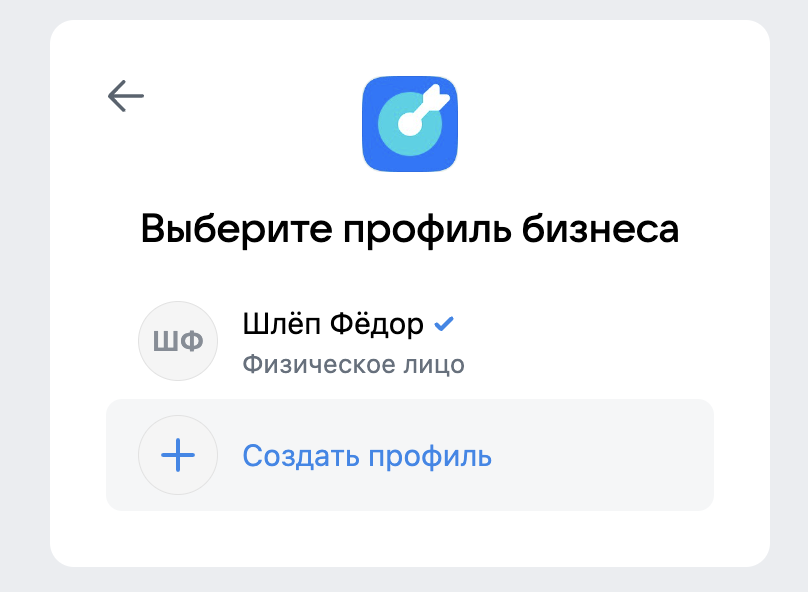 Выберите профиль бизнеса
ШФ
Шлёп Фёдор
Физическое лицо
Создать профиль